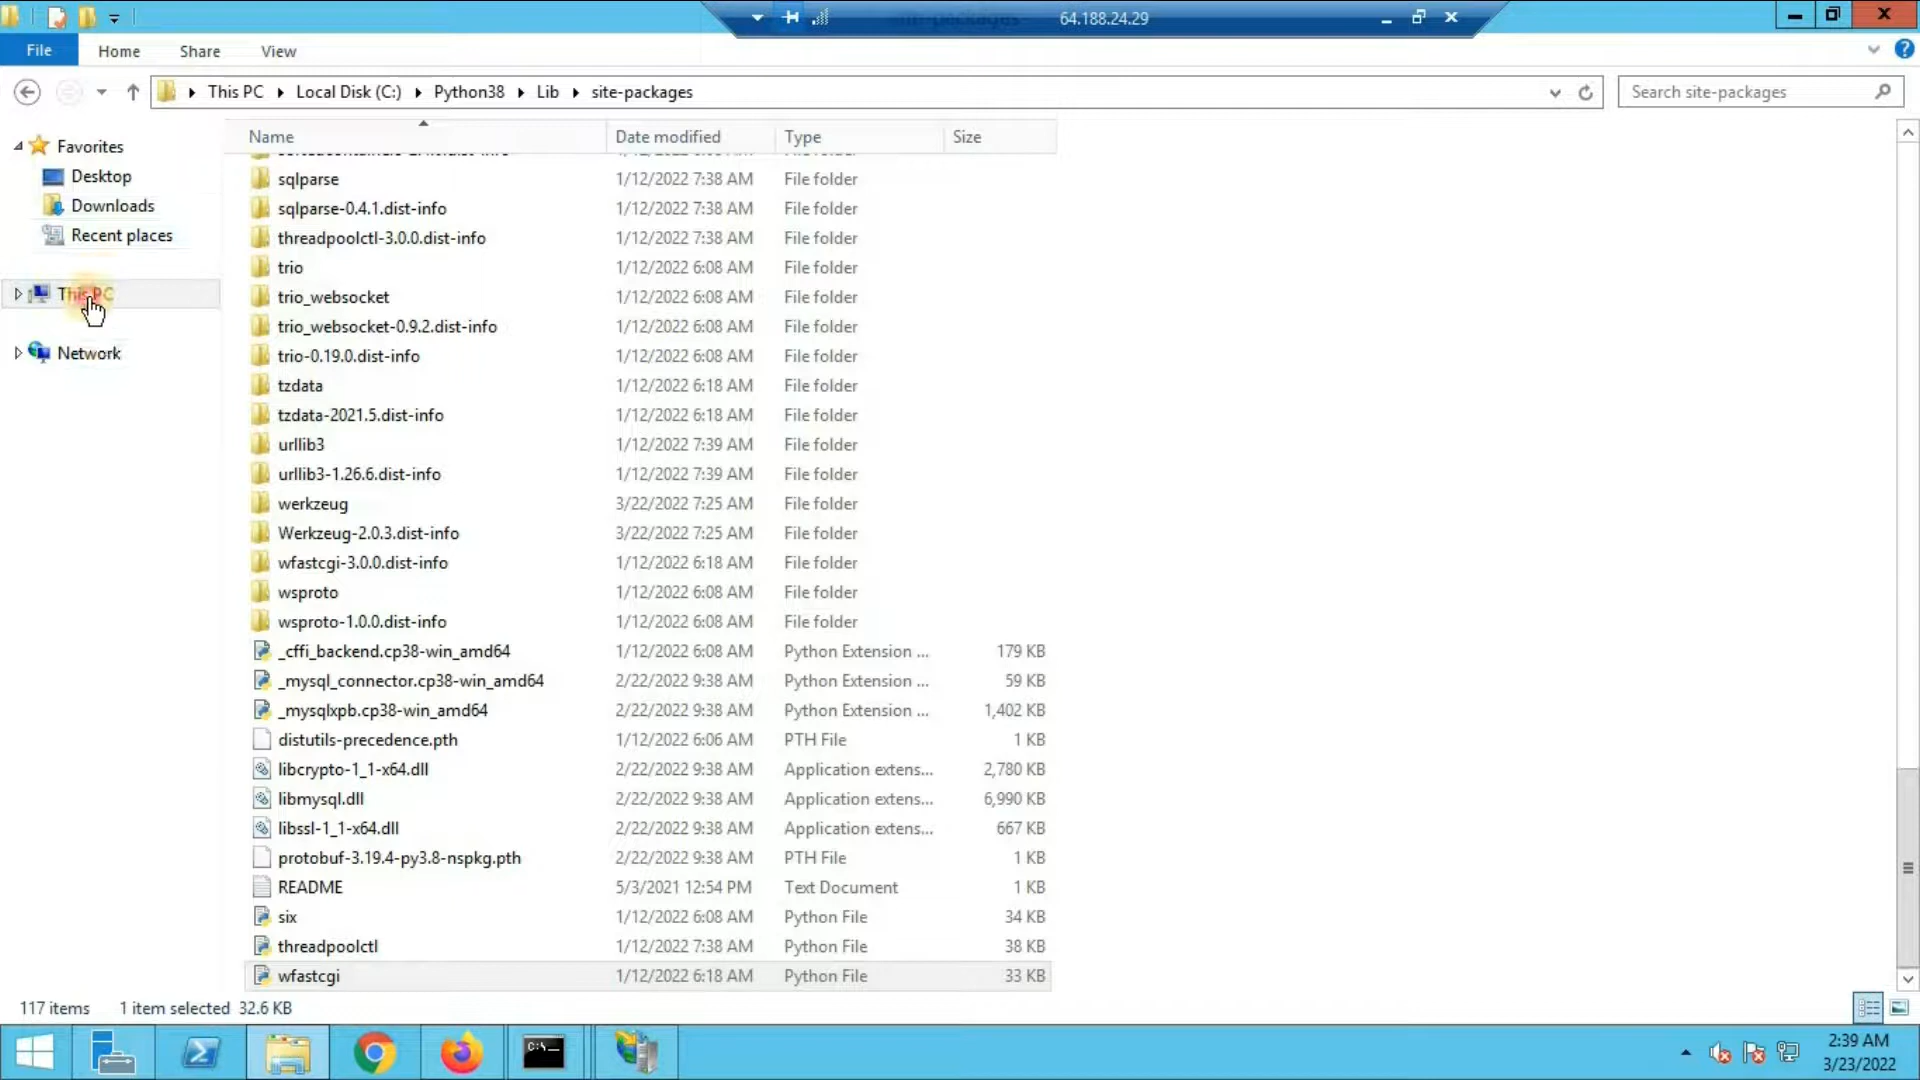 site-packages
64.188.24.29
File
Home
Share
View
This PC
Local Disk (C:)
Python38
Lib
site-packages
Search site-packages
Name
Date modified
Type
Size
Favorites
Desktop
Downloads
Recent places
This PC
Network
sqlparse 1/12/2022 7:38 AM File folder
sqlparse-0.4.1.dist-info 1/12/2022 7:38 AM File folder
threadpoolctl-3.0.0.dist-info 1/12/2022 7:38 AM File folder
trio 1/12/2022 6:08 AM File folder
trio_websocket 1/12/2022 6:08 AM File folder
trio_websocket-0.9.2.dist-info 1/12/2022 6:08 AM File folder
trio-0.19.0.dist-info 1/12/2022 6:08 AM File folder
tzdata 1/12/2022 6:18 AM File folder
tzdata-2021.5.dist-info 1/12/2022 6:18 AM File folder
urllib3 1/12/2022 7:39 AM File folder
urllib3-1.26.6.dist-info 1/12/2022 7:39 AM File folder
werkzeug 3/22/2022 7:25 AM File folder
Werkzeug-2.0.3.dist-info 3/22/2022 7:25 AM File folder
wfastcgi-3.0.0.dist-info 1/12/2022 6:18 AM File folder
wsproto 1/12/2022 6:08 AM File folder
wsproto-1.0.0.dist-info 1/12/2022 6:08 AM File folder
_cffi_backend.cp38-win_amd64 1/12/2022 6:08 AM Python Extension ... 179 KB
_mysql_connector.cp38-win_amd64 2/22/2022 9:38 AM Python Extension ... 59 KB
_mysqlxpb.cp38-win_amd64 2/22/2022 9:38 AM Python Extension ... 1,402 KB
distutils-precedence.pth 1/12/2022 6:06 AM PTH File 1 KB
libcrypto-1_1-x64.dll 2/22/2022 9:38 AM Application extens... 2,780 KB
libmysql.dll 2/22/2022 9:38 AM Application extens... 6,990 KB
libssl-1_1-x64.dll 2/22/2022 9:38 AM Application extens... 667 KB
protobuf-3.19.4-py3.8-nspkg.pth 2/22/2022 9:38 AM PTH File 1 KB
README 5/3/2021 12:54 PM Text Document 1 KB
six 1/12/2022 6:08 AM Python File 34 KB
threadpoolctl 1/12/2022 7:38 AM Python File 38 KB
wfastcgi 1/12/2022 6:18 AM Python File 33 KB
117 items 1 item selected 32.6 KB
C:\
2:39 AM
3/23/2022